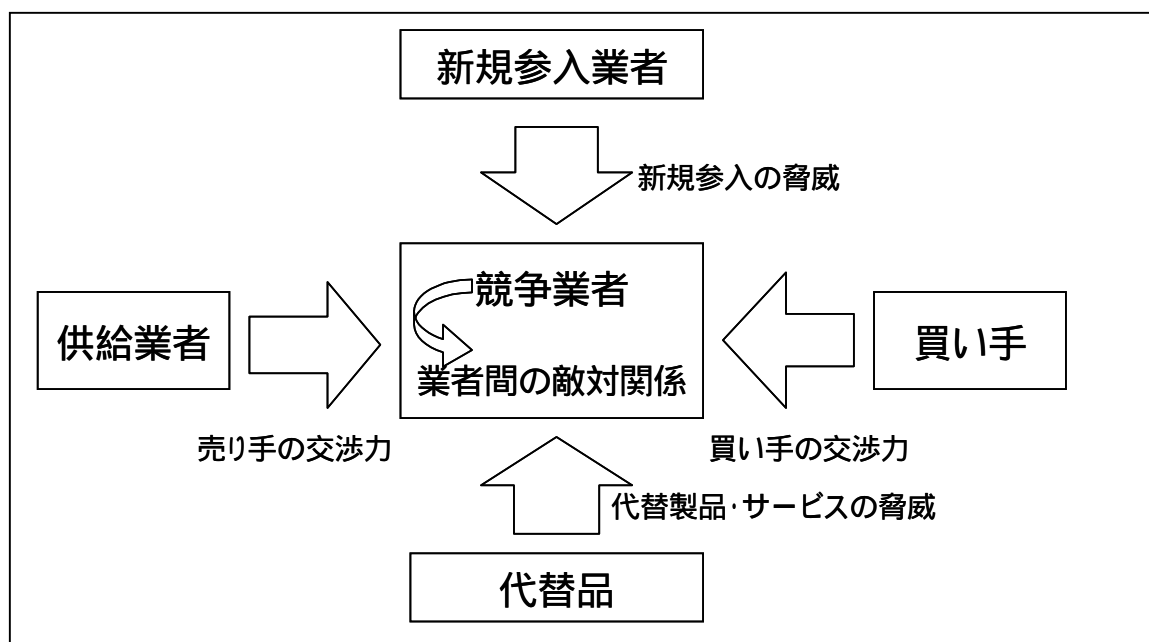 新規参入業者
新規参入の脅威
競争業者
供給業者
買い手
業者間の敵対関係
売り手の交渉力
買い手の交渉力
代替製品・サービスの脅威
代替品